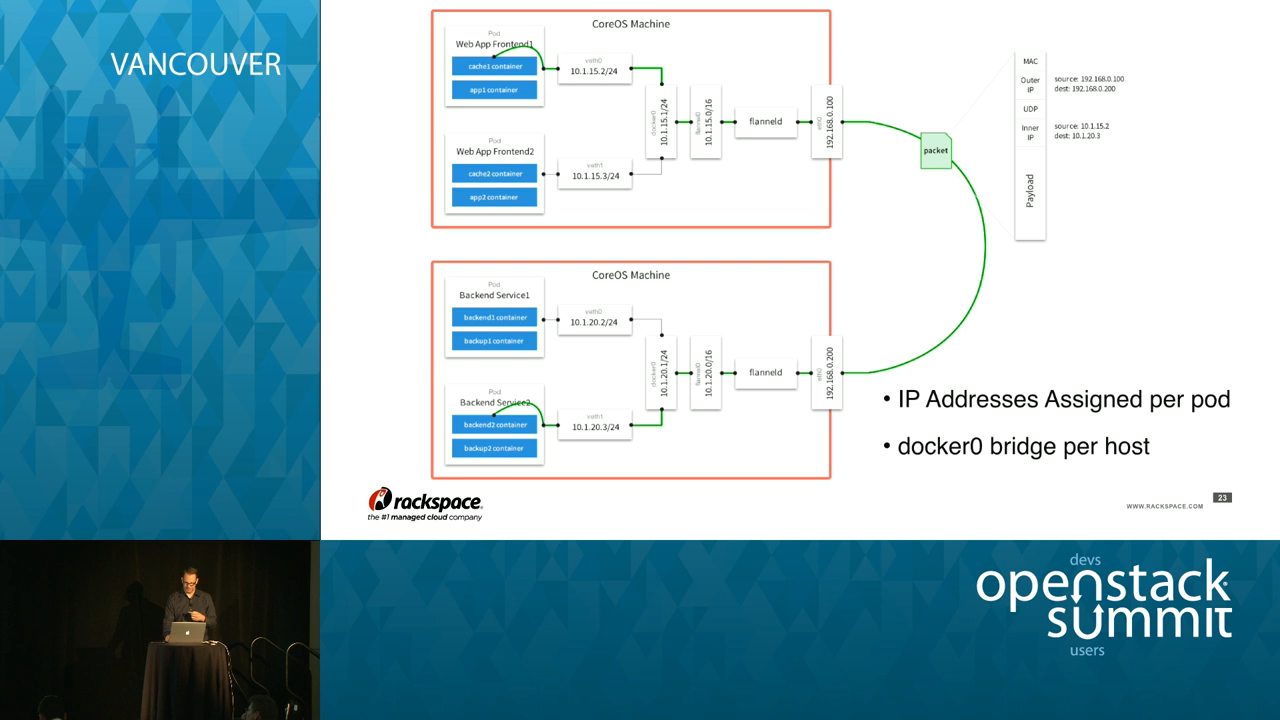 VANCOUVER
CoreOS Machine
Pod
Web App Frontend1
cache1 container
app1 container
veth0
10.1.15.2/24
Pod
Web App Frontend2
cache2 container
app2 container
veth1
10.1.15.3/24
docker0
10.1.15.1/24
flannel0
10.1.15.0/16
flanneld
eth0
192.168.0.100
packet
MAC
Outer
IP
source: 192.168.0.100
dest: 192.168.0.200
UDP
Inner
IP
source: 10.1.15.2
dest: 10.1.20.3
Payload
CoreOS Machine
Pod
Backend Service1
backend1 container
backup1 container
veth0
10.1.20.2/24
Pod
Backend Service2
backend2 container
backup2 container
veth1
10.1.20.3/24
docker0
10.1.20.1/24
flannel0
10.1.20.0/16
flanneld
eth0
192.168.0.200
• IP Addresses Assigned per pod
• docker0 bridge per host
rackspace.
the #1 managed cloud company
WWW.RACKSPACE.COM
23
devs
openstack
summit
users